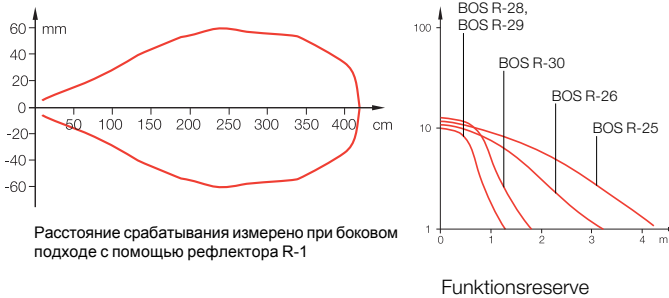 60
mm
40
20
0
-20
-40
-60
50 100 150 200 250 300 350 400 cm
Расстояние срабатывания измерено при боковом
подходе с помощью рефлектора R-1
BOS R-28,
BOS R-29
100
BOS R-30
BOS R-26
BOS R-25
10
1
0 1 2 3 4 m
Funktionsreserve